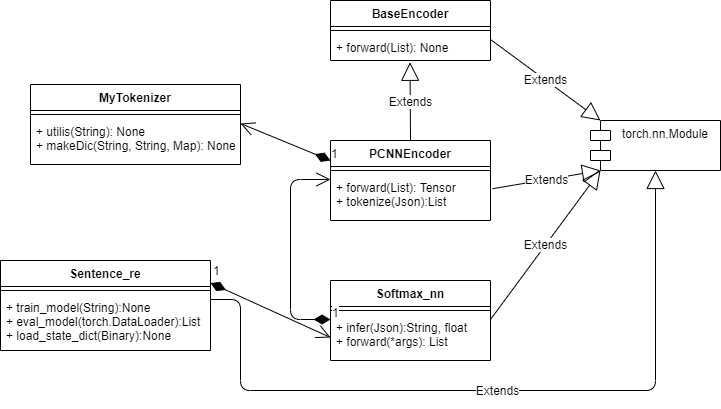 BaseEncoder
+ forward(List): None
Extends
MyTokenizer
+ utilis(String): None
+ makeDic(String, String, Map): None
Extends
torch.nn.Module
1
PCNNEncoder
+ forward(List): Tensor
+ tokenize(Json):List
Extends
Extends
Sentence_re
+ train_model(String):None
+ eval_model(torch.DataLoader):List
+ load_state_dict(Binary):None
1
Softmax_nn
1
+ infer(Json):String, float
+ forward(*args): List
Extends